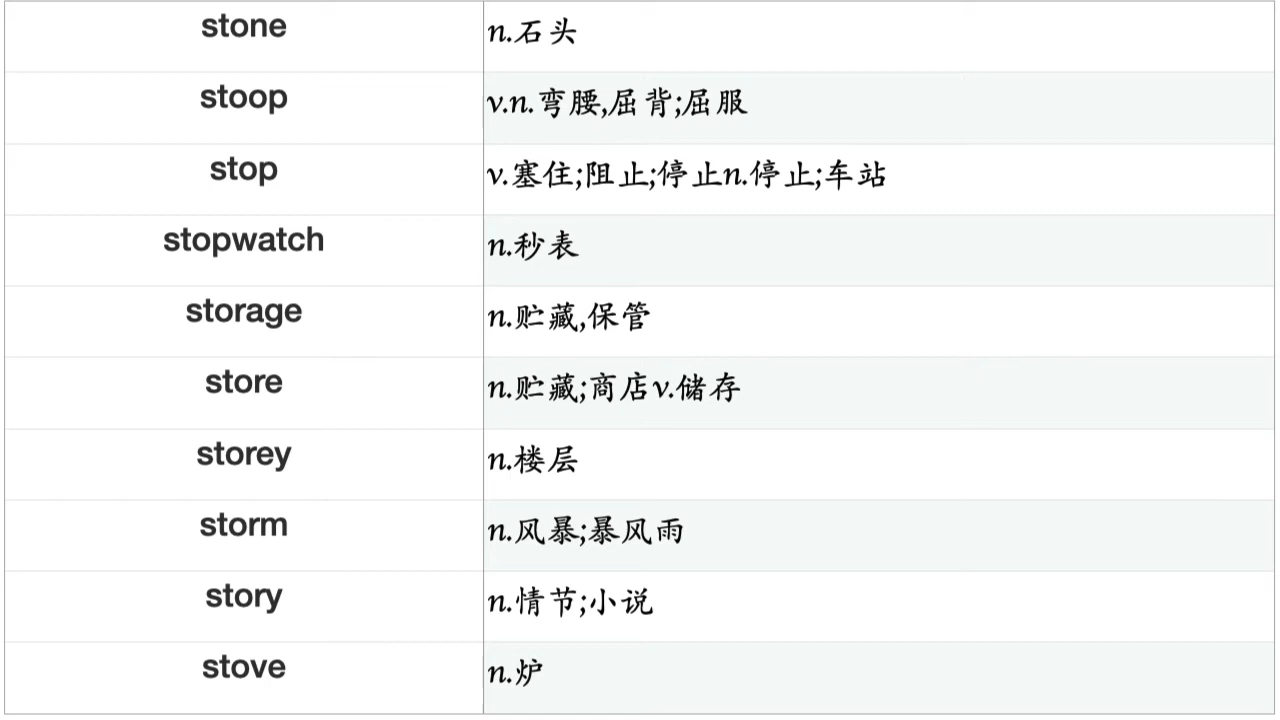 stone n.石头
stoop v.n.弯腰,屈背;屈服
stop v.塞住;阻止;停止n.停止;车站
stopwatch n.秒表
storage n.贮藏,保管
store n.贮藏;商店v.储存
storey n.楼层
storm n.风暴;暴风雨
story n.情节;小说
stove n.炉